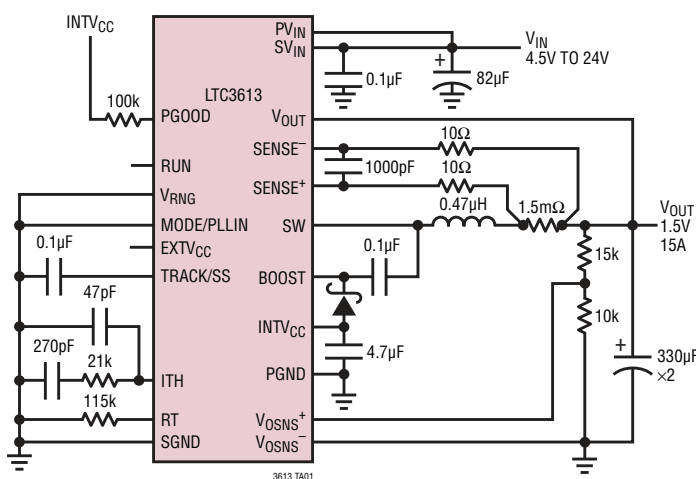 INTVCC
100k
LTC3613
PVIN
SVIN
VIN
4.5V TO 24V
0.1µF
82µF
PGOOD
VOUT
10Ω
SENSE–
1000pF
10Ω
SENSE+
RUN
VRNG
0.47µH
1.5mΩ
VOUT
1.5V
15A
MODE/PLLIN
SW
0.1µF
EXTVCC
0.1µF
15k
TRACK/SS
BOOST
47pF
10k
INTVCC
270pF
21k
4.7µF
330µF
×2
ITH
PGND
115k
RT
VOSNS+
SGND
VOSNS–
3613 TA01